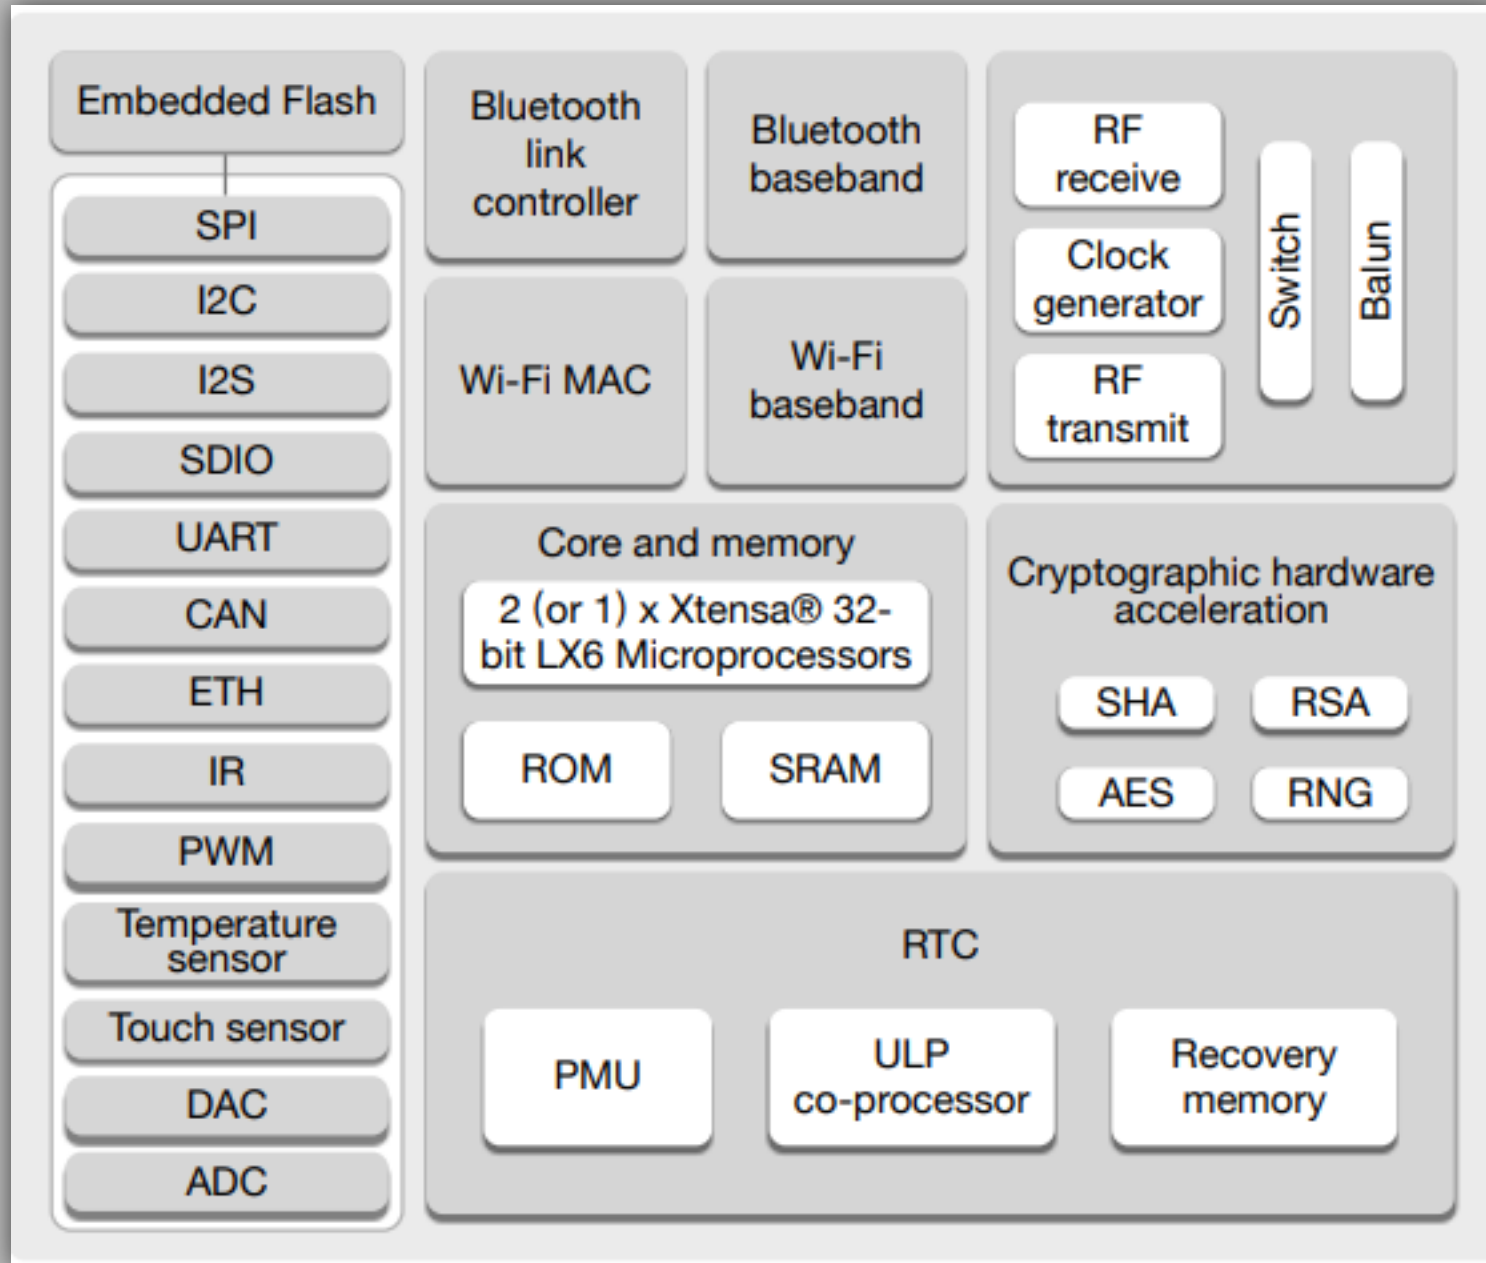 Embedded Flash
SPI
I2C
I2S
SDIO
UART
CAN
ETH
IR
PWM
Temperature
sensor
Touch sensor
DAC
ADC
Bluetooth
link
controller
Bluetooth
baseband
Wi-Fi MAC
Wi-Fi
baseband
RF
receive
Clock
generator
RF
transmit
Switch
Balun
Core and memory
2 (or 1) x Xtensa® 32-
bit LX6 Microprocessors
ROM
SRAM
Cryptographic hardware
acceleration
SHA
RSA
AES
RNG
RTC
PMU
ULP
co-processor
Recovery
memory